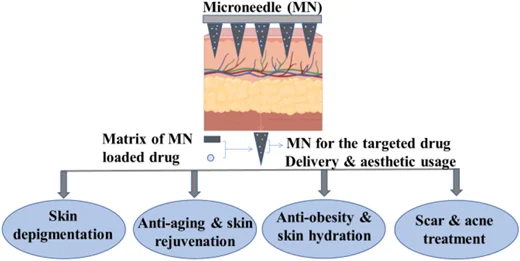 Microneedle (MN)
Matrix of MN
loaded drug
MN for the targeted drug
Delivery & aesthetic usage
Skin
depigmentation
Anti-aging & skin
rejuvenation
Anti-obesity &
skin hydration
Scar & acne
treatment